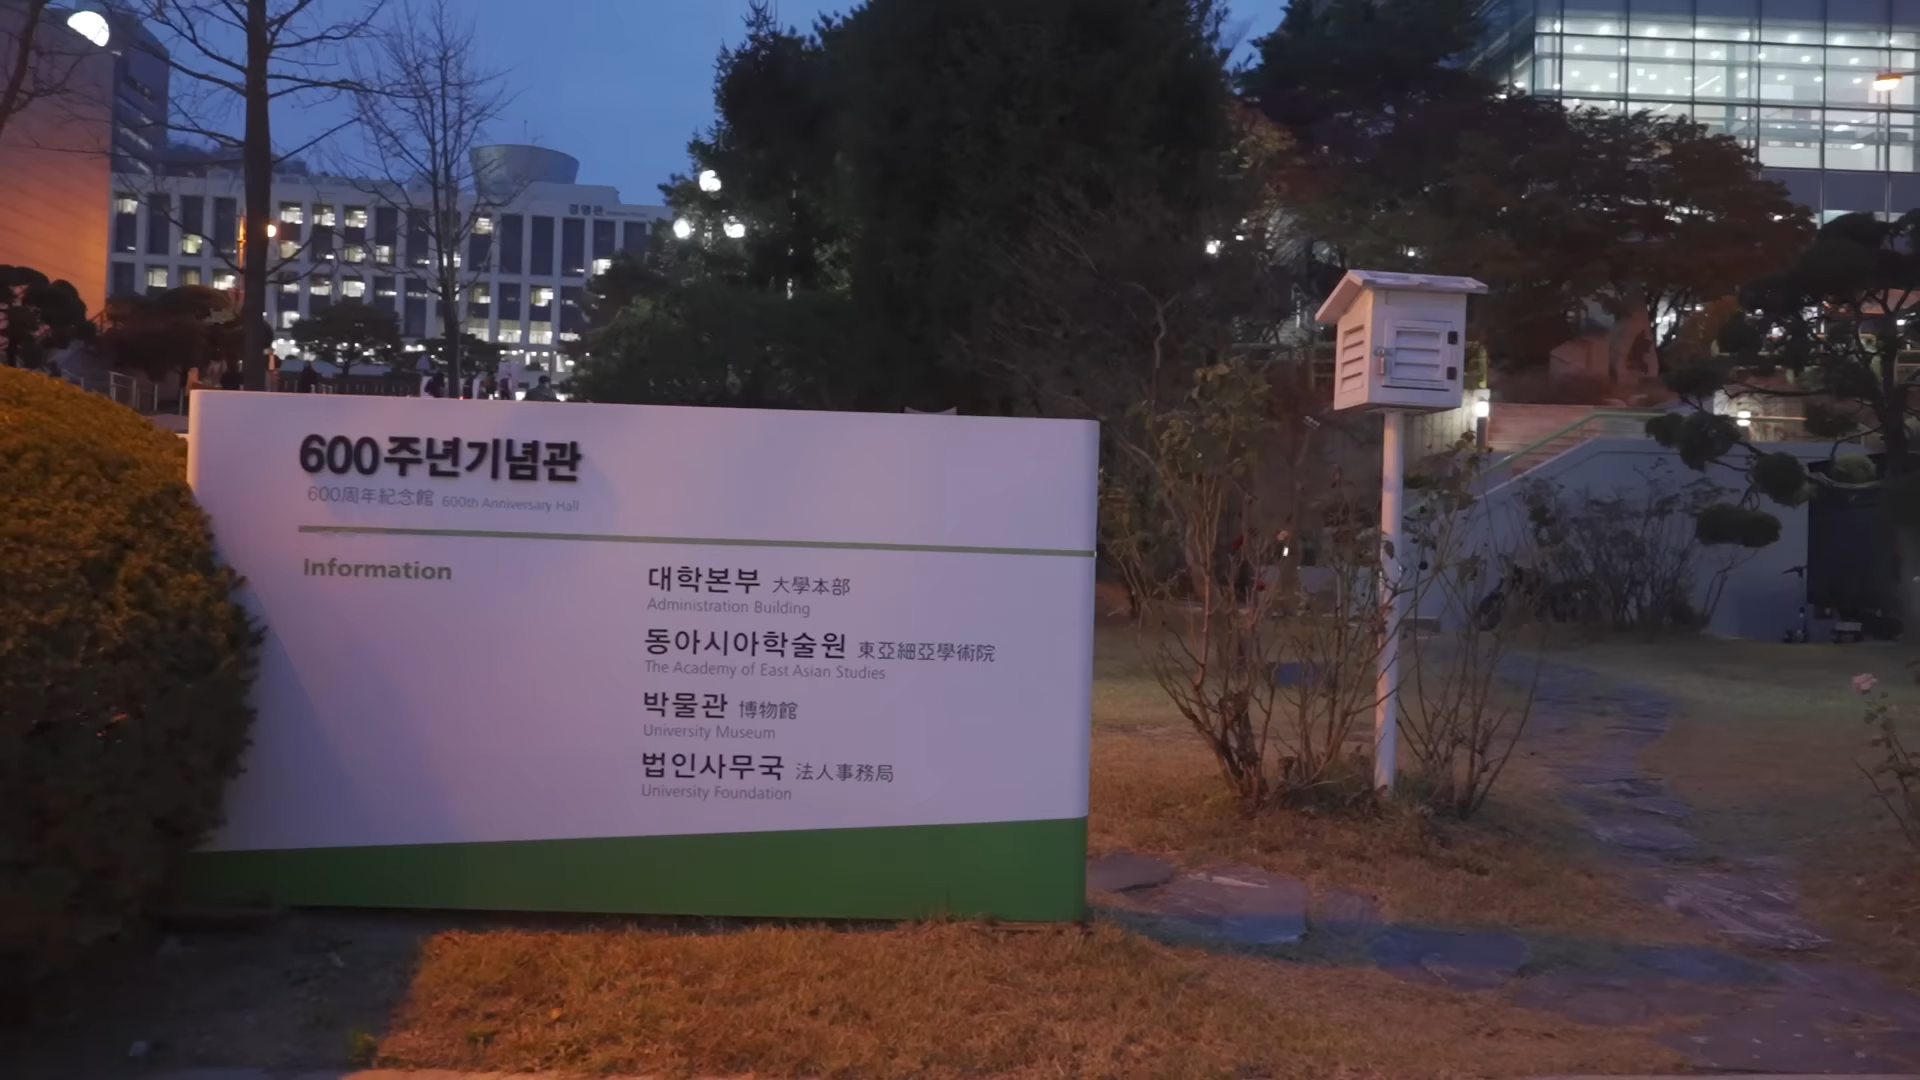 경영관
600주년기념관
600周年紀念館 600th Anniversary Hall
Information
대학본부 大學本部
Administration Building
동아시아학술원 東亞細亞學術院
The Academy of East Asian Studies
박물관 博物館
University Museum
법인사무국 法人事務局
University Foundation